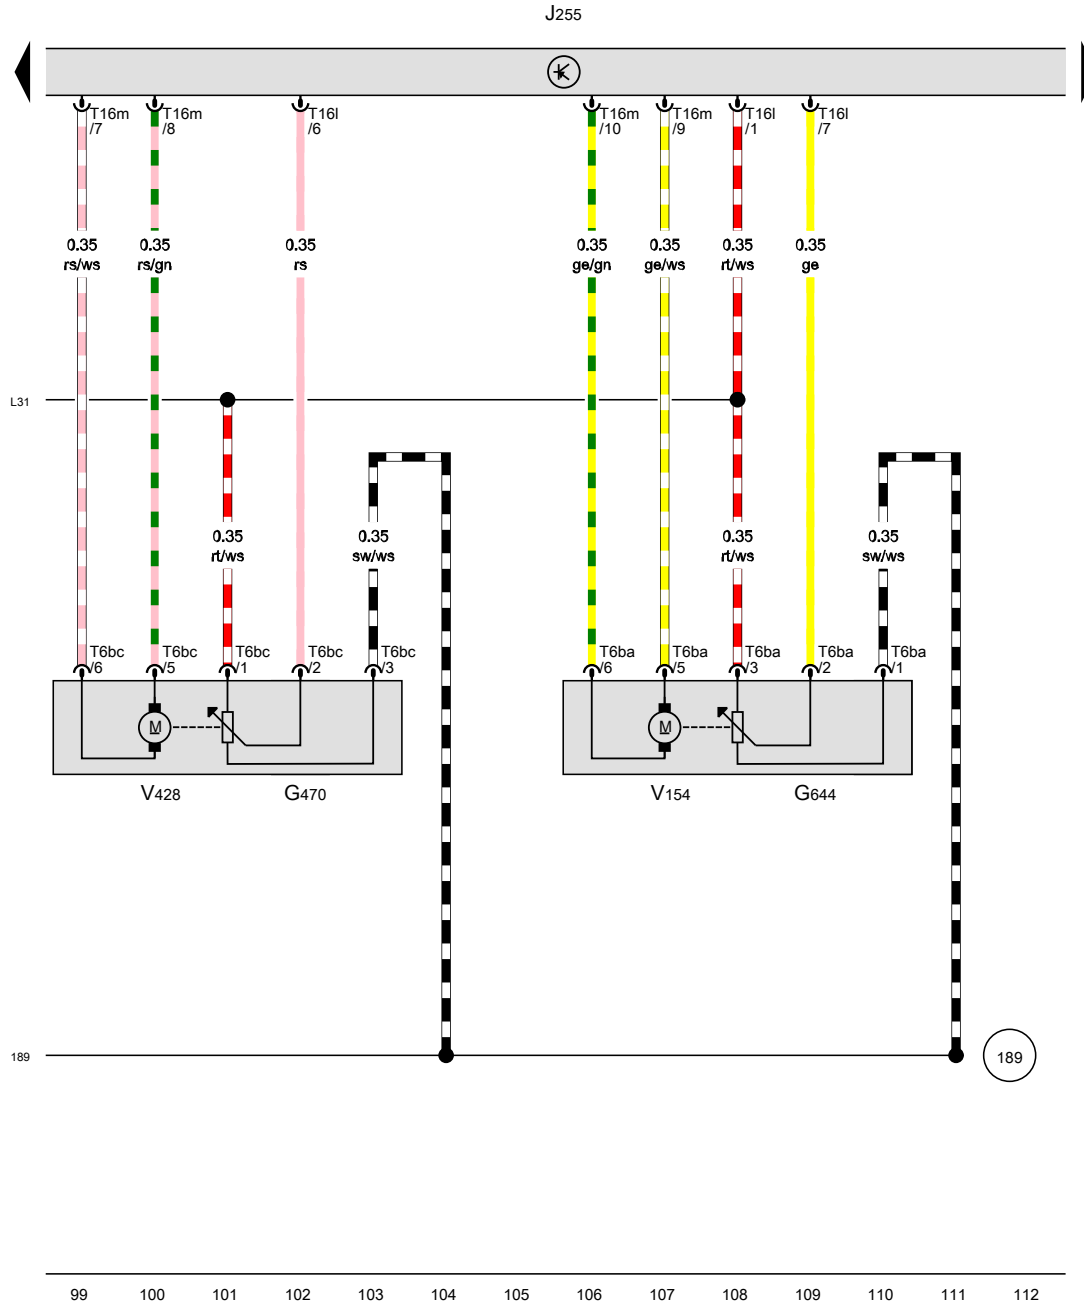 J255
T16m
/7
T16m
/8
T16l
/6
T16m
/10
T16m
/9
T16l
/1
T16l
/7
0.35
rs/ws
0.35
rs/gn
0.35
rs
0.35
ge/gn
0.35
ge/ws
0.35
rt/ws
0.35
ge
L31
0.35
rt/ws
0.35
sw/ws
0.35
rt/ws
0.35
sw/ws
T6bc
/6
T6bc
/5
T6bc
/1
T6bc
/2
T6bc
/3
T6ba
/6
T6ba
/5
T6ba
/3
T6ba
/2
T6ba
/1
M
M
V428
G470
V154
G644
189
189
99 100 101 102 103 104 105 106 107 108 109 110 111 112